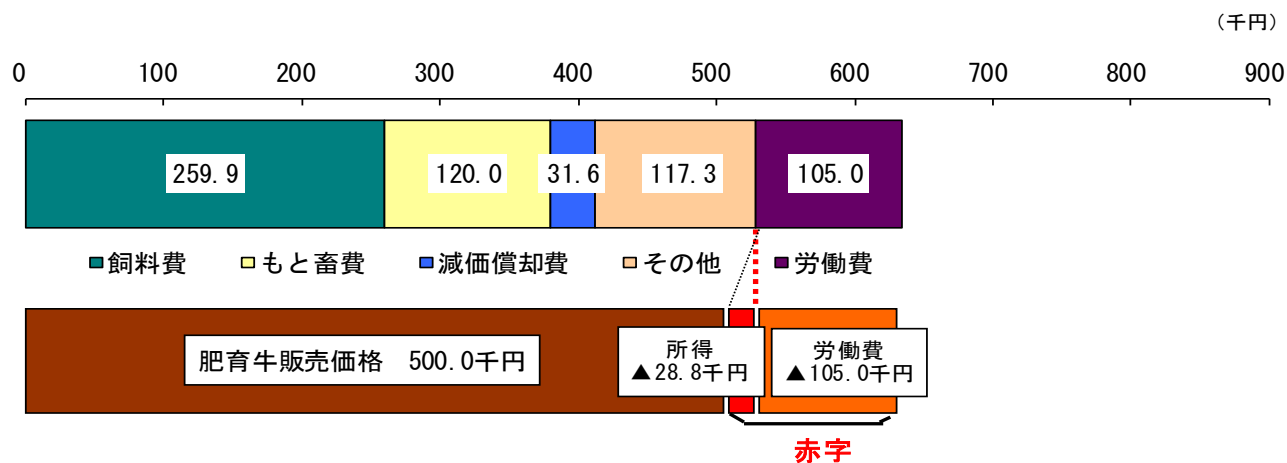 (千円)
0 100 200 300 400 500 600 700 800 900
259.9 120.0 31.6 117.3 105.0
■飼料費 ■もと畜費 ■減価償却費 ■その他 ■労働費
肥育牛販売価格 500.0千円
所得
▲28.8千円
労働費
▲105.0千円
赤字